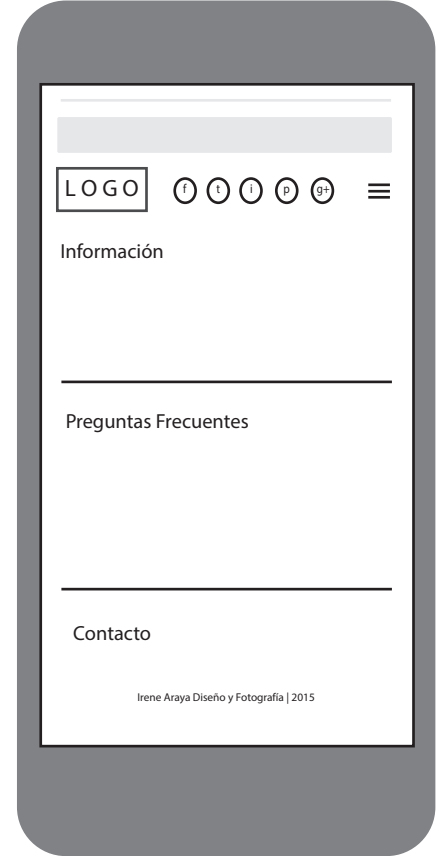 LOGO f t i p g+
Información
Preguntas Frecuentes
Contacto
Irene Araya Diseño y Fotografía | 2015